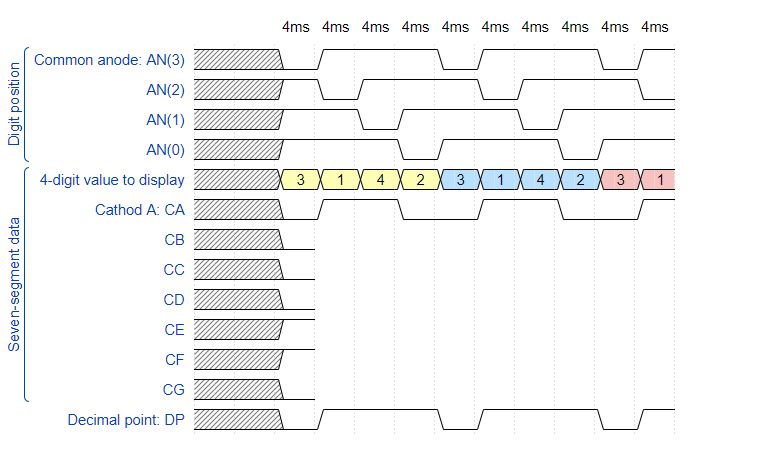 4ms 4ms 4ms 4ms 4ms 4ms 4ms 4ms 4ms 4ms
Digit position
Common anode: AN(3)
AN(2)
AN(1)
AN(0)
Seven-segment data
4-digit value to display 3 1 4 2 3 1 4 2 3 1
Cathod A: CA
CB
CC
CD
CE
CF
CG
Decimal point: DP